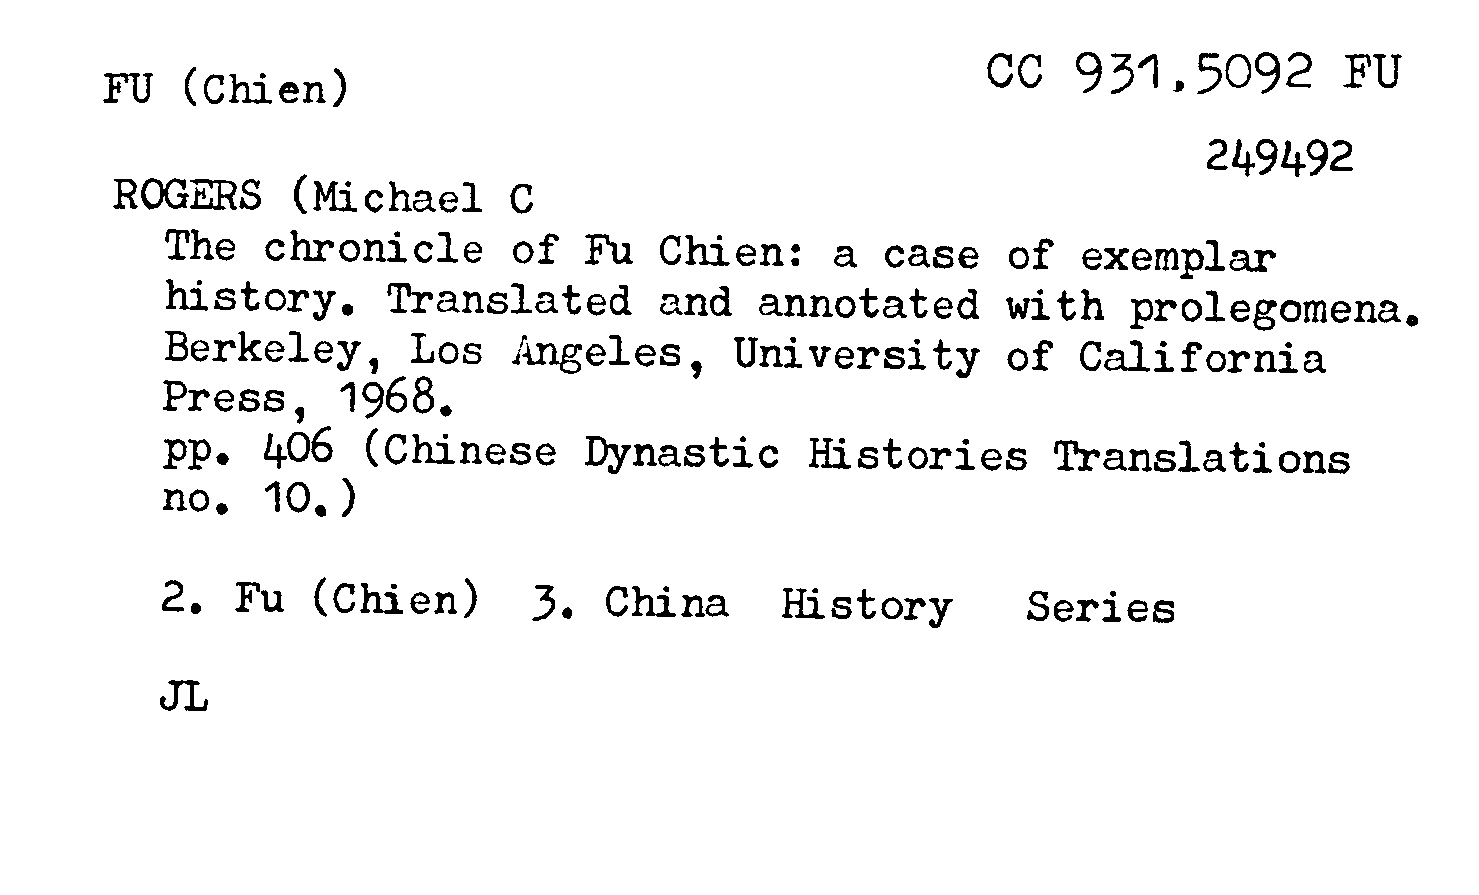 FU (Chien)
CC 931.5092 FU
249492
ROGERS (Michael C
The chronicle of Fu Chien: a case of exemplar
history. Translated and annotated with prolegomena.
Berkeley, Los Angeles, University of California
Press, 1968.
pp. 406 (Chinese Dynastic Histories Translations
no. 10.)
2. Fu (Chien) 3. China History Series
JL